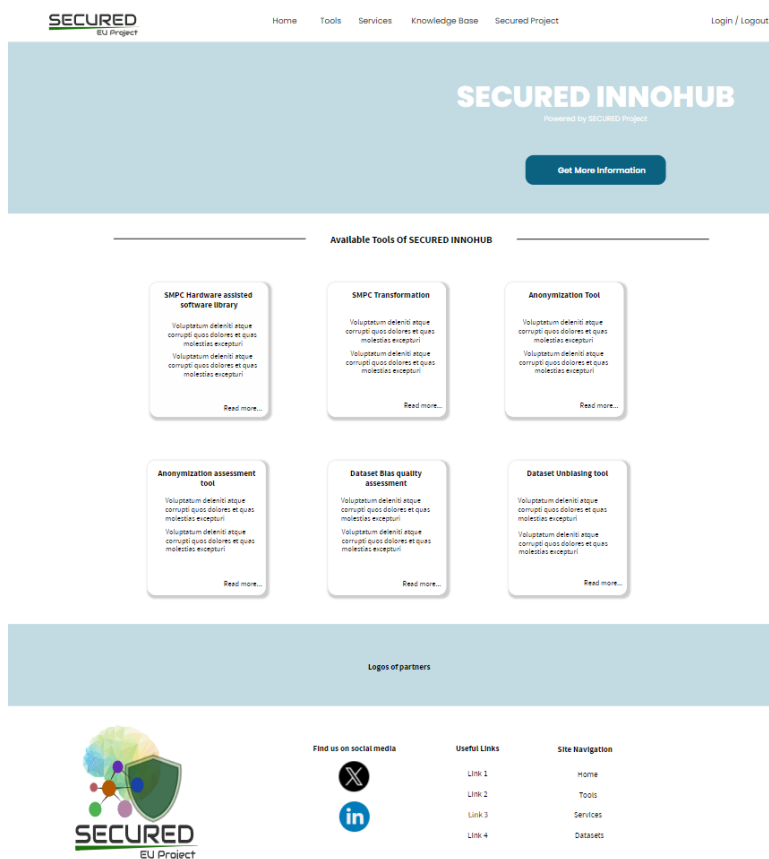 SECURED
EU Project
Home Tools Services Knowledge Base Secured Project Login / Logout
SECURED INNOHUB
Powered by SECURED Project
Get More Information
Available Tools Of SECURED INNOHUB
SMPC Hardware assisted
software library
Voluptatum deleniti atque
corrupti quos dolores et quas
molestias excepturi
Voluptatum deleniti atque
corrupti quos dolores et quas
molestias excepturi
Read more...
SMPC Transformation
Voluptatum deleniti atque
corrupti quos dolores et quas
molestias excepturi
Voluptatum deleniti atque
corrupti quos dolores et quas
molestias excepturi
Read more...
Anonymization Tool
Voluptatum deleniti atque
corrupti quos dolores et quas
molestias excepturi
Voluptatum deleniti atque
corrupti quos dolores et quas
molestias excepturi
Read more...
Anonymization assessment
tool
Voluptatum deleniti atque
corrupti quos dolores et quas
molestias excepturi
Voluptatum deleniti atque
corrupti quos dolores et quas
molestias excepturi
Read more...
Dataset Bias quality
assessment
Voluptatum deleniti atque
corrupti quos dolores et quas
molestias excepturi
Voluptatum deleniti atque
corrupti quos dolores et quas
molestias excepturi
Read more...
Dataset Unbiasing tool
Voluptatum deleniti atque
corrupti quos dolores et quas
molestias excepturi
Voluptatum deleniti atque
corrupti quos dolores et quas
molestias excepturi
Read more...
Logos of partners
SECURED
EU Project
Find us on social media
X
in
Useful Links
Link 1
Link 2
Link 3
Link 4
Site Navigation
Home
Tools
Services
Datasets